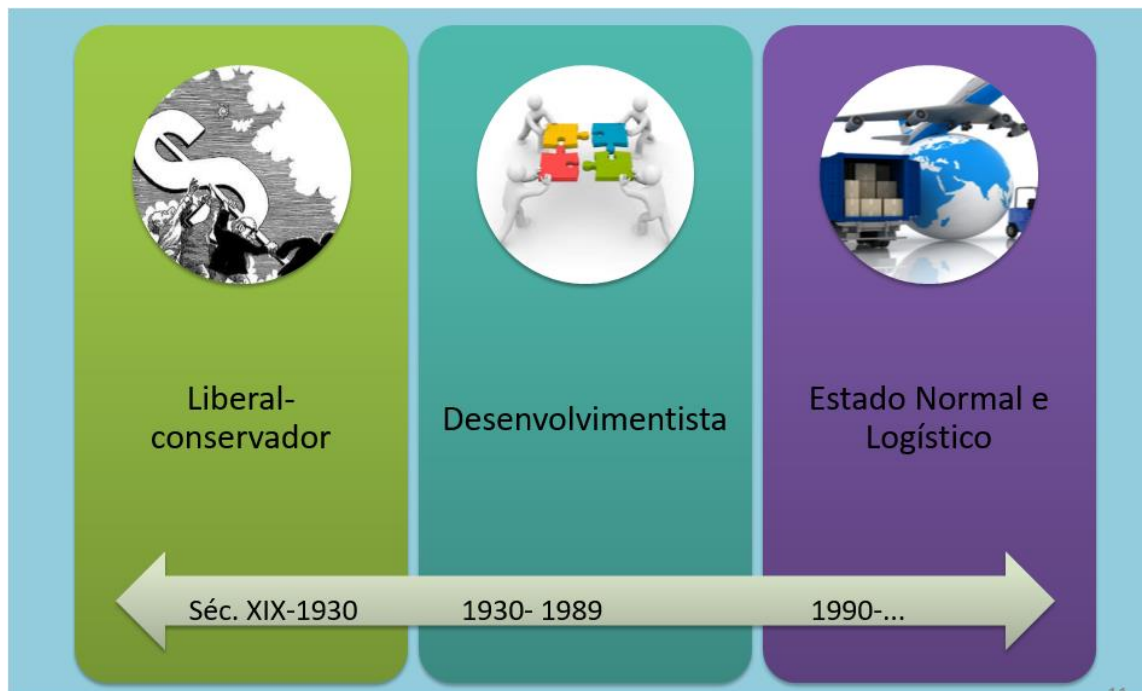 Liberal-
conservador
Desenvolvimentista
Estado Normal e
Logístico
Séc. XIX-1930
1930- 1989
1990-...